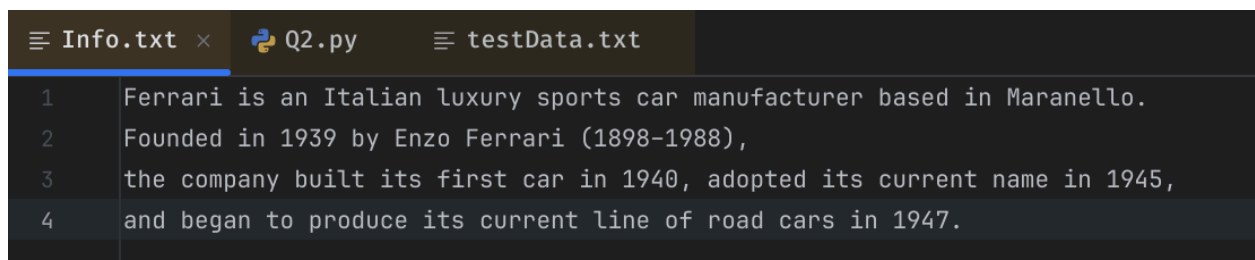 Info.txt × Q2.py testData.txt
1 Ferrari is an Italian luxury sports car manufacturer based in Maranello.
2 Founded in 1939 by Enzo Ferrari (1898–1988),
3 the company built its first car in 1940, adopted its current name in 1945,
4 and began to produce its current line of road cars in 1947.